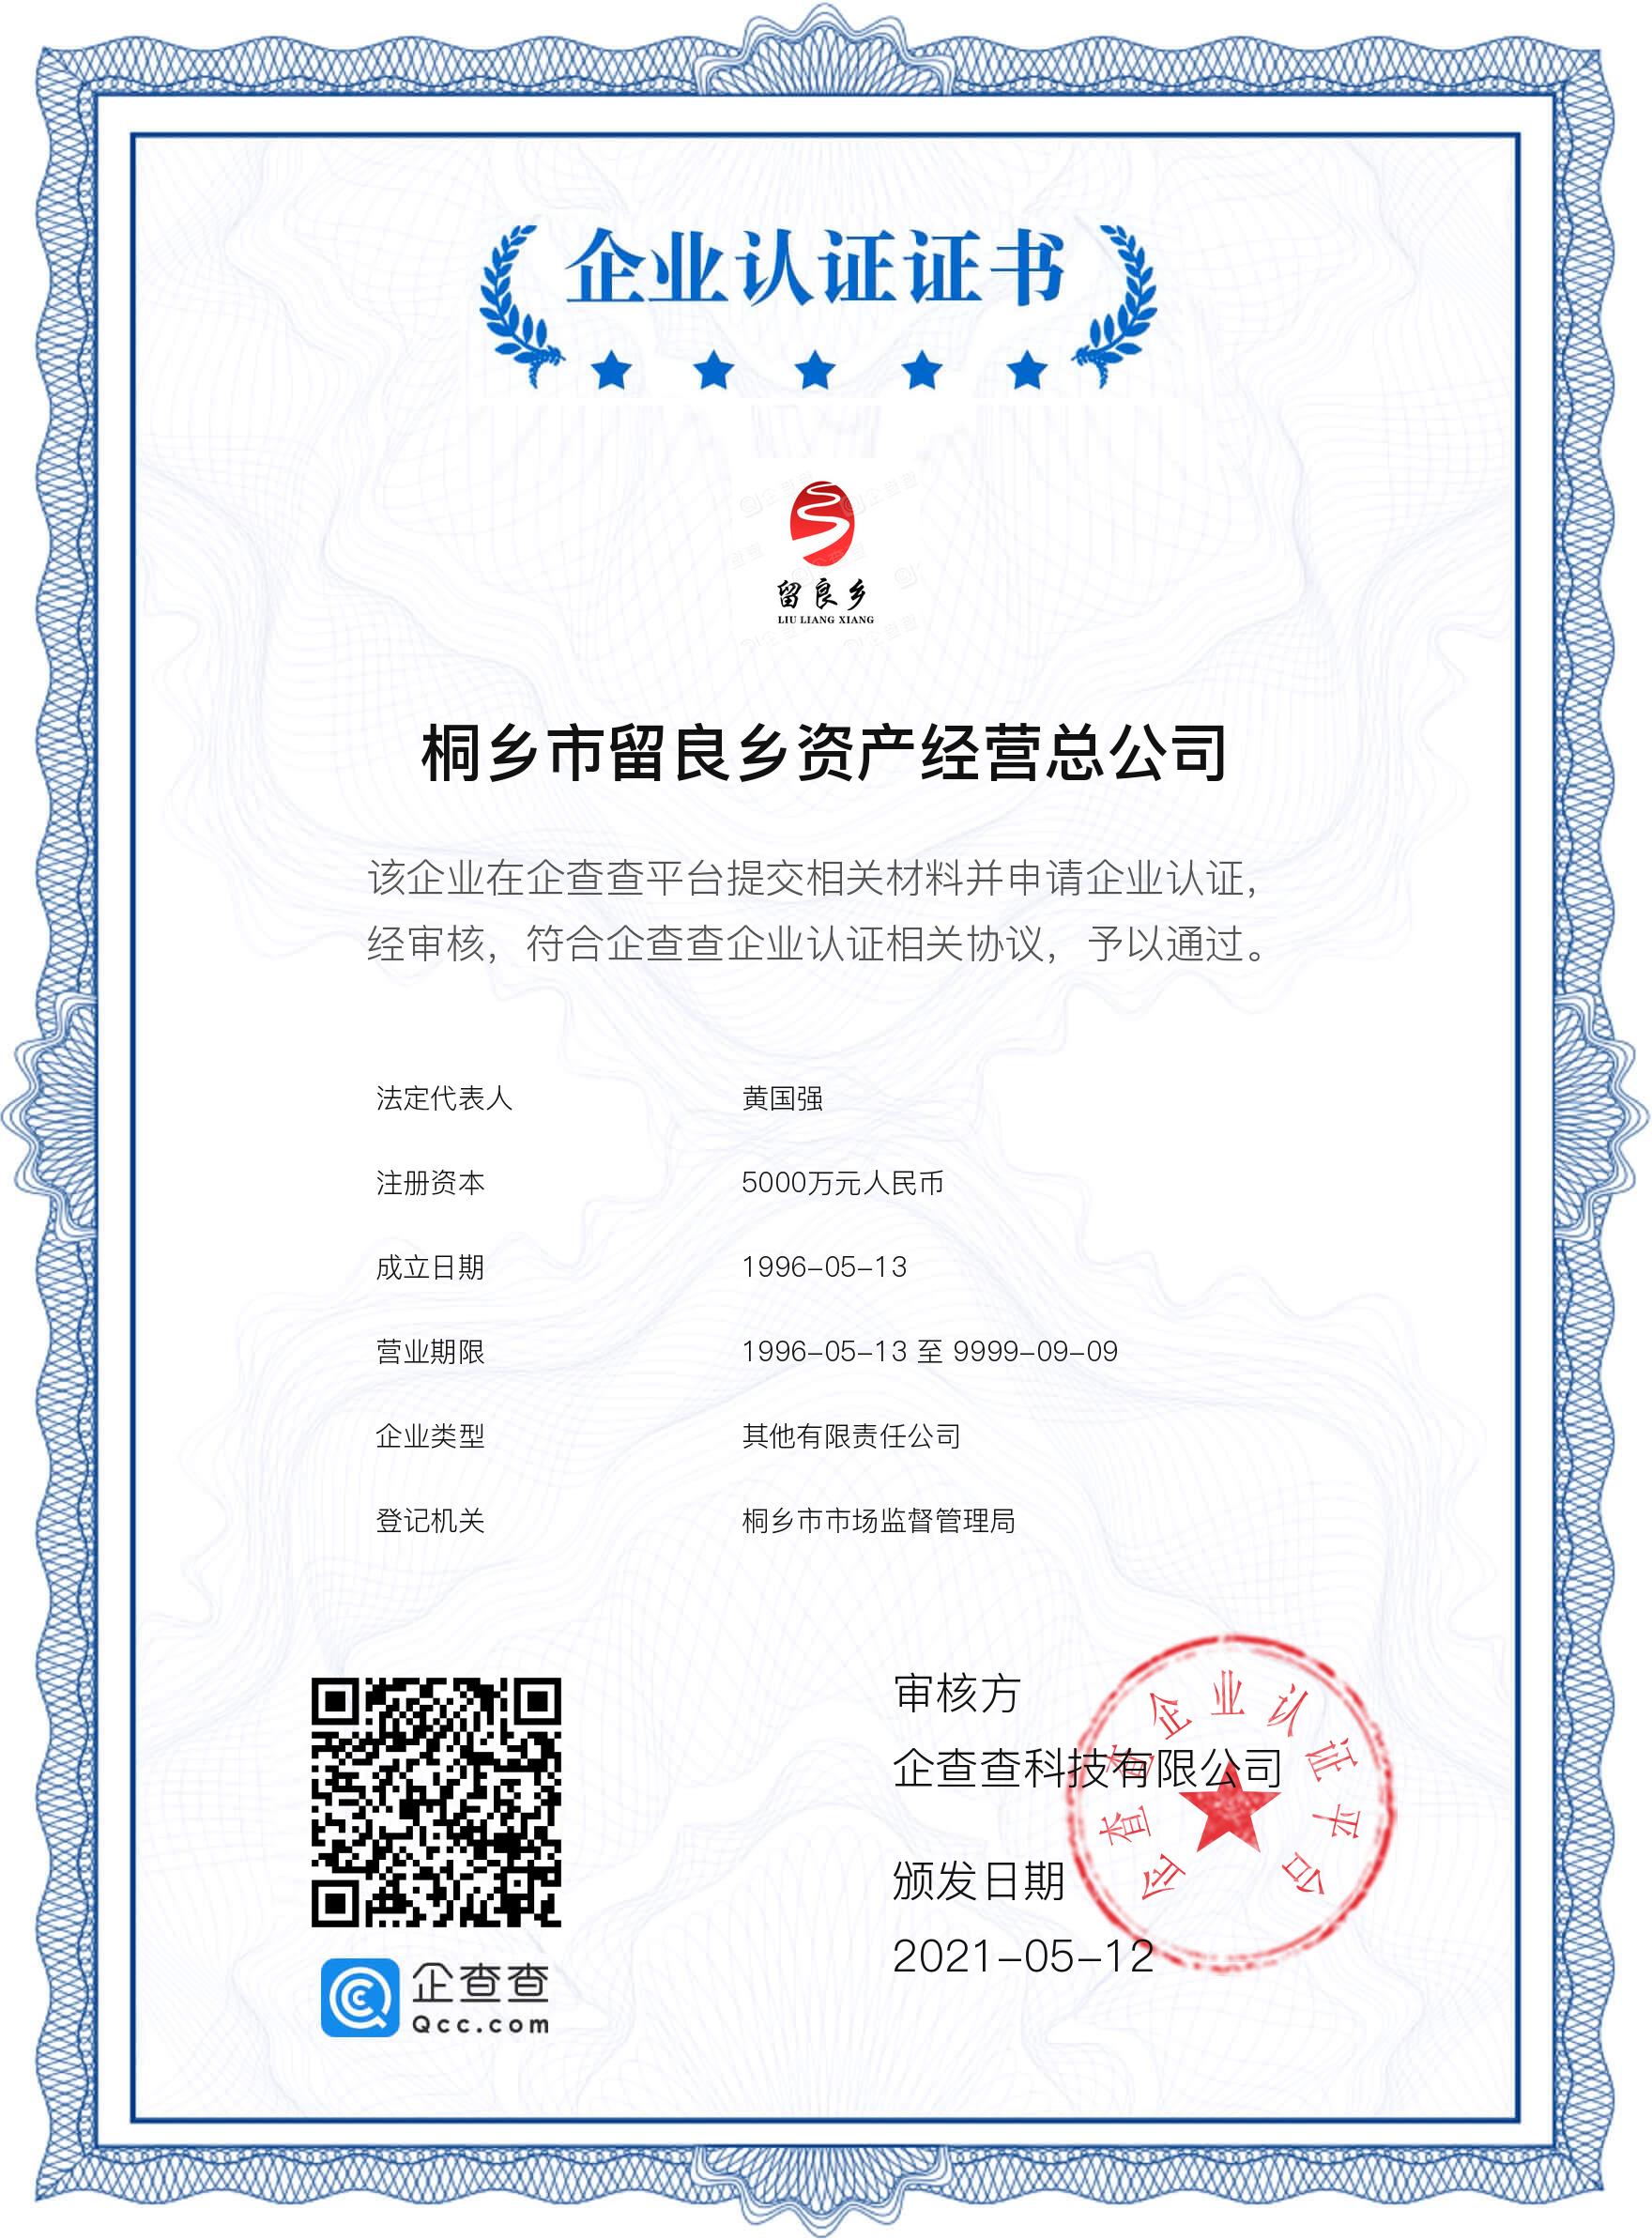 企业认证证书
留良乡
LIU LIANG XIANG
桐乡市留良乡资产经营总公司
该企业在企查查平台提交相关材料并申请企业认证，
经审核，符合企查查企业认证相关协议，予以通过。
法定代表人 黄国强
注册资本 5000万元人民币
成立日期 1996-05-13
营业期限 1996-05-13 至 9999-09-09
企业类型 其他有限责任公司
登记机关 桐乡市市场监督管理局
审核方
企查查科技有限公司
企查查企业认证平台
颁发日期
2021-05-12
企查查
Qcc.com